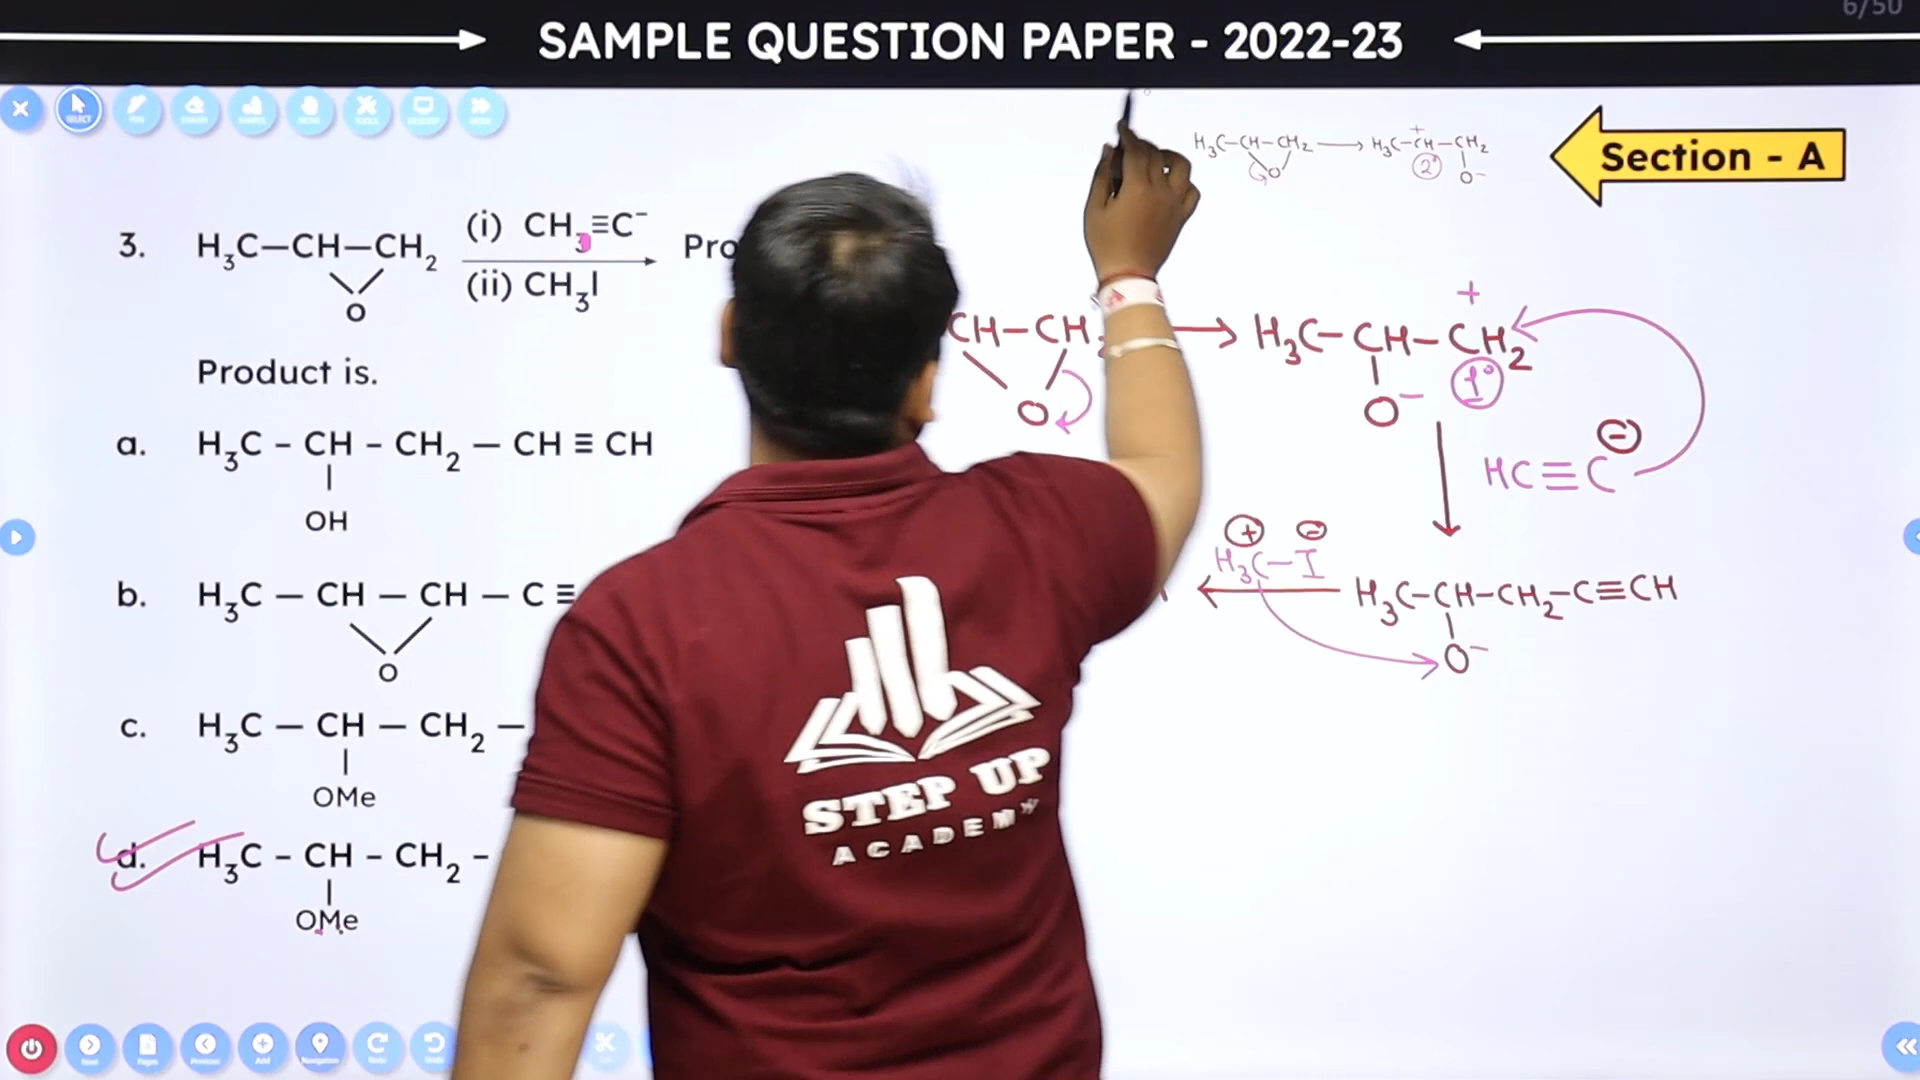 6/50
SAMPLE QUESTION PAPER - 2022-23
Section - A
H₃C–CH–CH₂ ⟶ H₃C–CH–CH₂
+
O
2°
O⁻
3. H₃C—CH—CH₂ (i) CH₃≡C⁻ Pro
(ii) CH₃I
O
Product is.
a. H₃C – CH – CH₂ — CH ≡ CH
OH
b. H₃C — CH — CH — C ≡
O
c. H₃C — CH — CH₂ —
OMe
d. H₃C – CH – CH₂ –
OMe
CH–CH → H₃C–CH–CH₂
+
O
O⁻
1°
HC≡C
⊖
⊕ ⊖
H₃C–I
← H₃C–CH–CH₂–C≡CH
O⁻
STEP UP
ACADEMY
SELECT